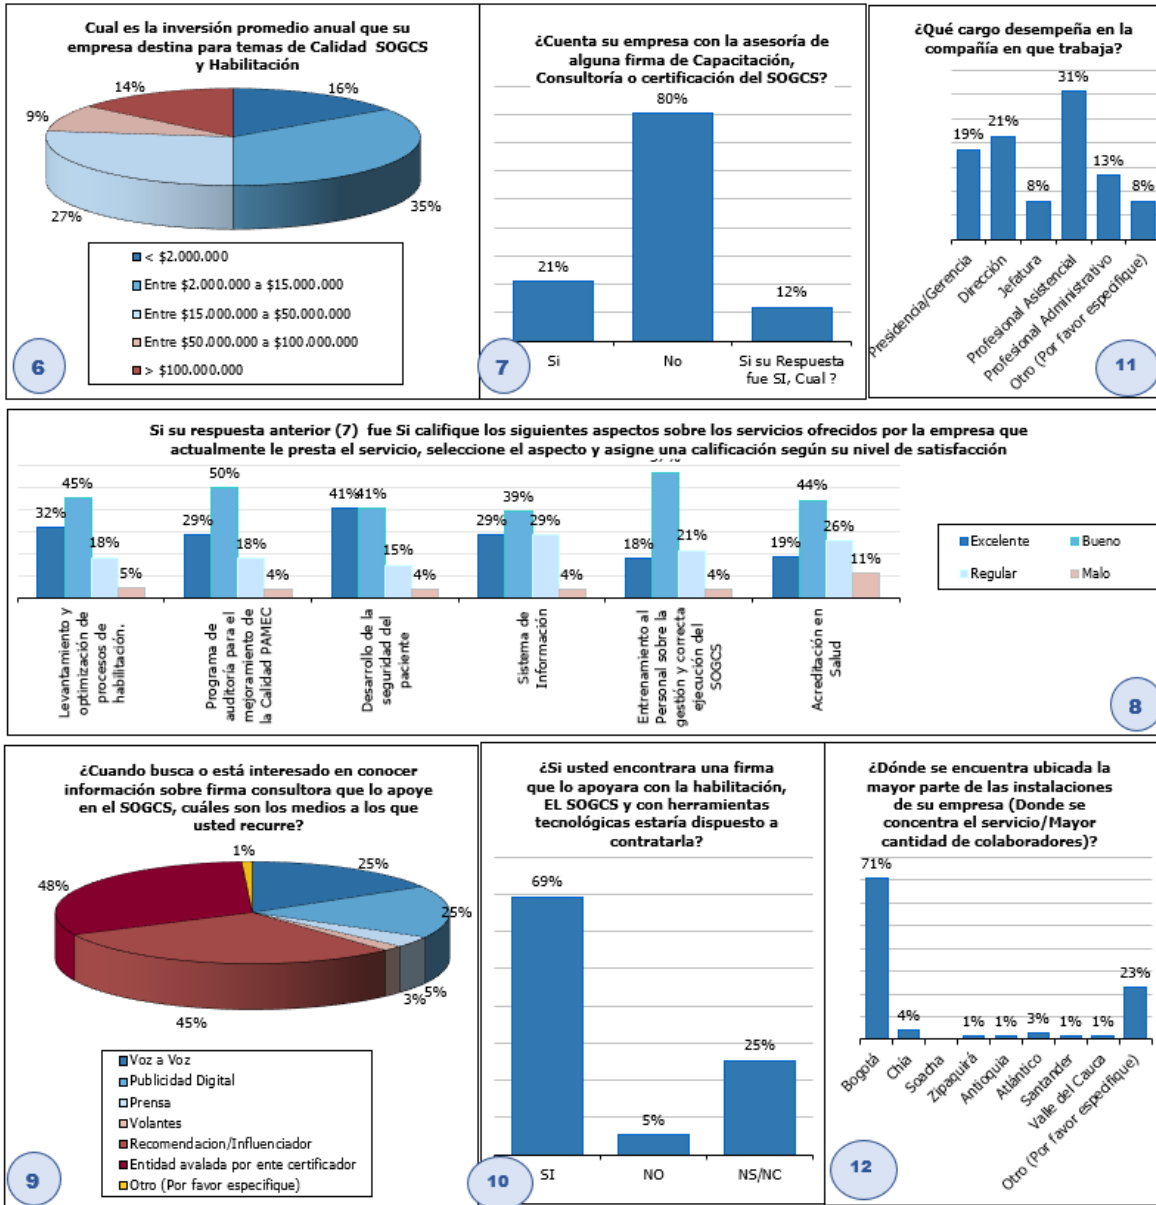 Cual es la inversión promedio anual que su
empresa destina para temas de Calidad SOGCS
y Habilitación
14%
16%
9%
27%
35%
< $2.000.000
Entre $2.000.000 a $15.000.000
Entre $15.000.000 a $50.000.000
Entre $50.000.000 a $100.000.000
> $100.000.000
6
¿Cuenta su empresa con la asesoría de
alguna firma de Capacitación,
Consultoría o certificación del SOGCS?
80%
21%
12%
Si
No
Si su Respuesta
fue SI, Cual ?
7
¿Qué cargo desempeña en la
compañía en que trabaja?
31%
19%
21%
8%
13%
8%
Presidencia/Gerencia
Dirección
Jefatura
Profesional Asistencial
Profesional Administrativo
Otro (Por favor especifique)
11
Si su respuesta anterior (7) fue Si califique los siguientes aspectos sobre los servicios ofrecidos por la empresa que
actualmente le presta el servicio, seleccione el aspecto y asigne una calificación según su nivel de satisfacción
32%
45%
18%
5%
29%
50%
18%
4%
41%
41%
15%
4%
29%
39%
29%
4%
18%
21%
4%
19%
44%
26%
11%
Levantamiento y
optimización de
procesos de
habilitación.
Programa de
auditoría para el
mejoramiento de
la Calidad PAMEC
Desarrollo de la
seguridad del
paciente
Sistema de
Información
Entrenamiento al
Personal sobre la
gestión y correcta
ejecución del
SOGCS
Acreditación en
Salud
Excelente
Bueno
Regular
Malo
8
¿Cuando busca o está interesado en conocer
información sobre firma consultora que lo apoye
en el SOGCS, cuáles son los medios a los que
usted recurre?
1%
25%
48%
25%
5%
3%
45%
Voz a Voz
Publicidad Digital
Prensa
Volantes
Recomendacion/Influenciador
Entidad avalada por ente certificador
Otro (Por favor especifique)
9
¿Si usted encontrara una firma
que lo apoyara con la habilitación,
EL SOGCS y con herramientas
tecnológicas estaría dispuesto a
contratarla?
69%
5%
25%
SI
NO
NS/NC
10
¿Dónde se encuentra ubicada la
mayor parte de las instalaciones
de su empresa (Donde se
concentra el servicio/Mayor
cantidad de colaboradores)?
71%
4%
1%
1%
3%
1%
1%
23%
Bogotá
Chía
Soacha
Zipaquirá
Antioquia
Atlántico
Santander
Valle del Cauca
Otro (Por favor especifique)
12